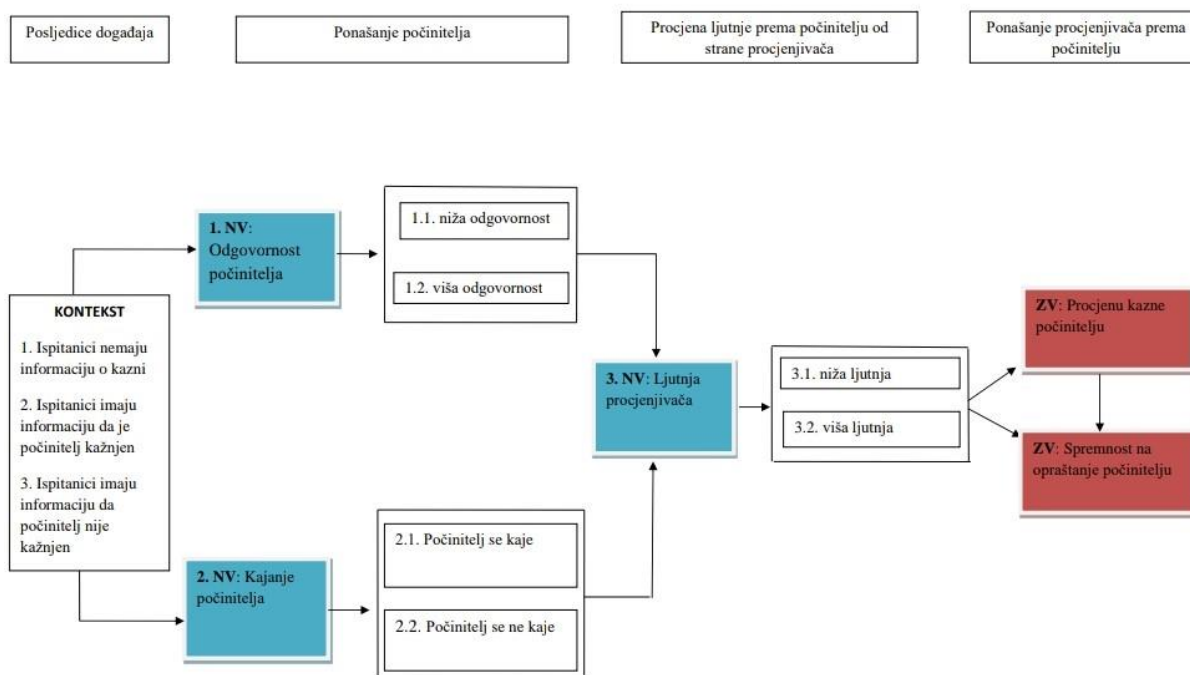 Posljedice događaja
Ponašanje počinitelja
Procjena ljutnje prema počinitelju od
strane procjenjivača
Ponašanje procjenjivača prema
počinitelju
KONTEKST
1. Ispitanici nemaju
informaciju o kazni
2. Ispitanici imaju
informaciju da je
počinitelj kažnjen
3. Ispitanici imaju
informaciju da
počinitelj nije
kažnjen
1. NV:
Odgovornost
počinitelja
1.1. niža odgovornost
1.2. viša odgovornost
2. NV: Kajanje
počinitelja
2.1. Počinitelj se kaje
2.2. Počinitelj se ne kaje
3. NV: Ljutnja
procjenjivača
3.1. niža ljutnja
3.2. viša ljutnja
ZV: Procjenu kazne
počinitelju
ZV: Spremnost na
opraštanje počinitelju